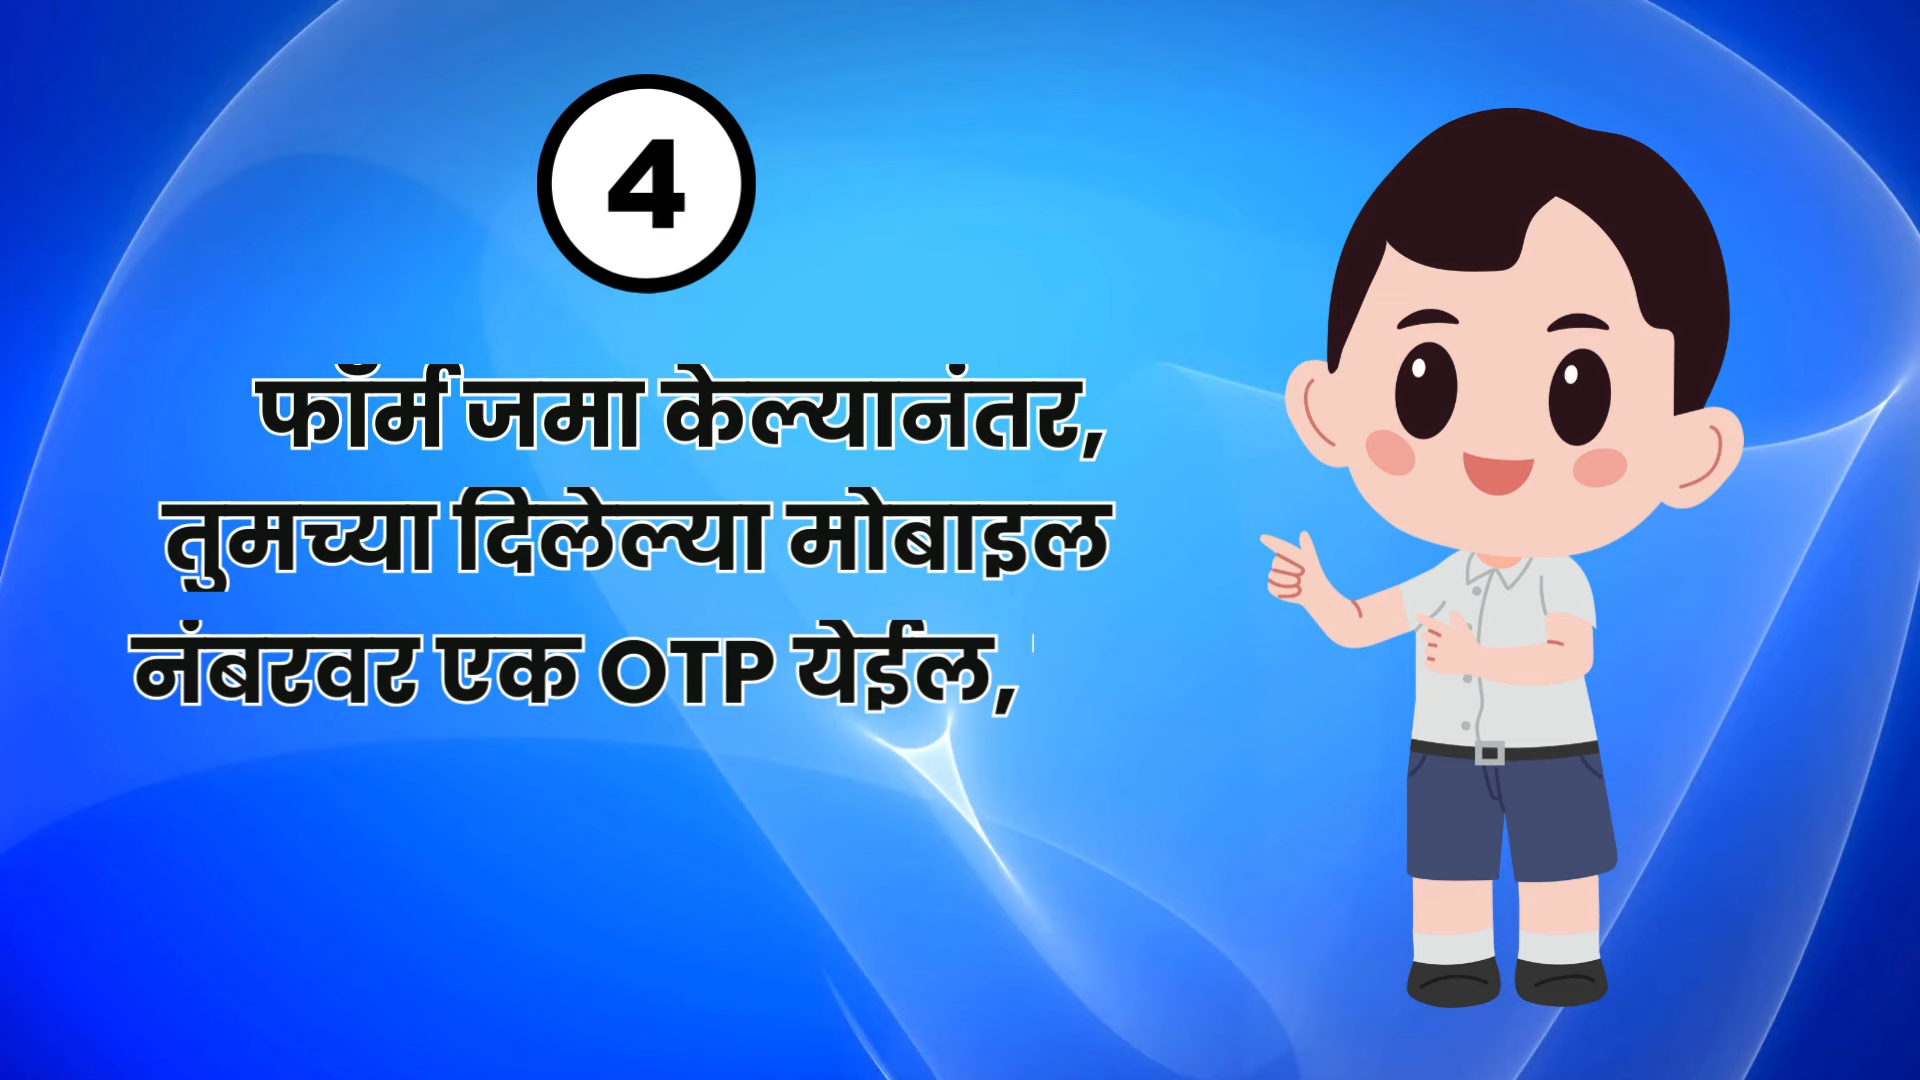 4
फॉर्म जमा केल्यानंतर,
तुमच्या दिलेल्या मोबाइल
नंबरवर एक OTP येईल,